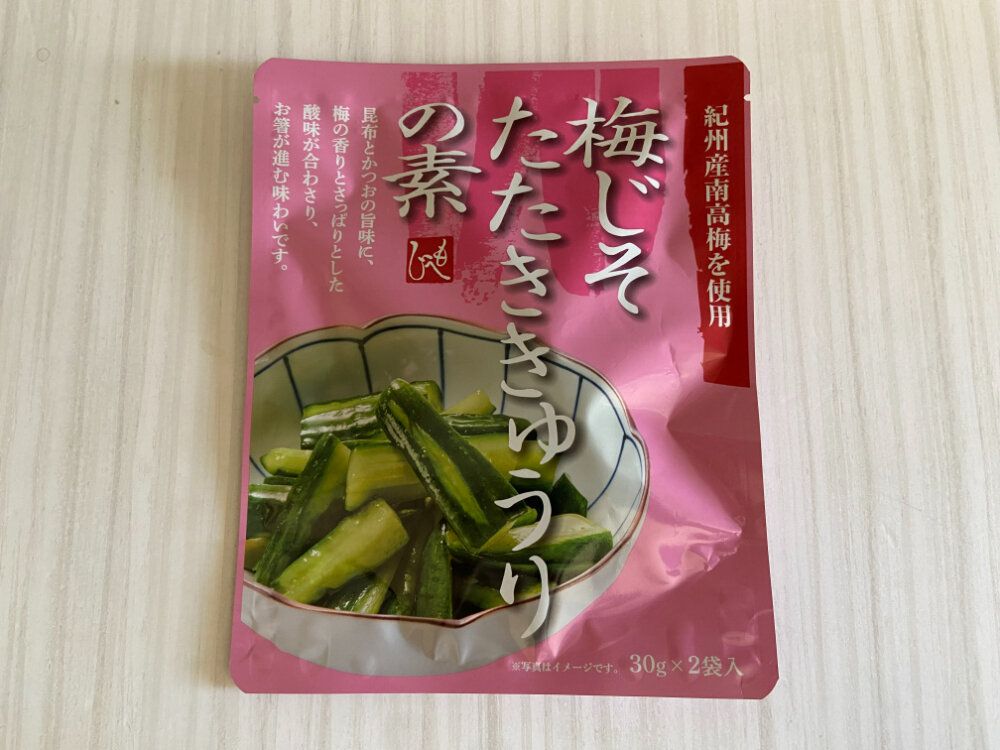 紀州産南高梅を使用
梅じそ
たたききゅうり
の素
もへじ
昆布とかつおの旨味に、
梅の香りとさっぱりとした
酸味が合わさり、
お箸が進む味わいです。
※写真はイメージです。 30g×2袋入